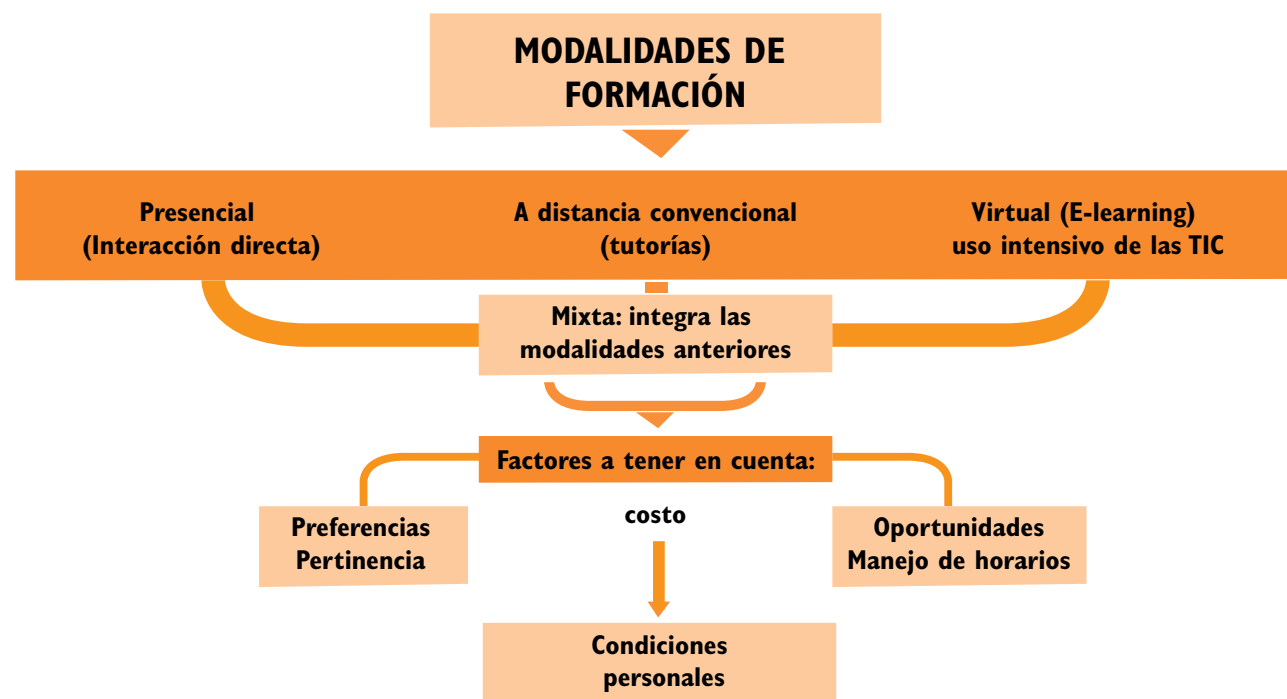 MODALIDADES DE
FORMACIÓN
Presencial
(Interacción directa)
A distancia convencional
(tutorías)
Virtual (E-learning)
uso intensivo de las TIC
Mixta: integra las
modalidades anteriores
Factores a tener en cuenta:
Preferencias
Pertinencia
costo
Oportunidades
Manejo de horarios
Condiciones
personales